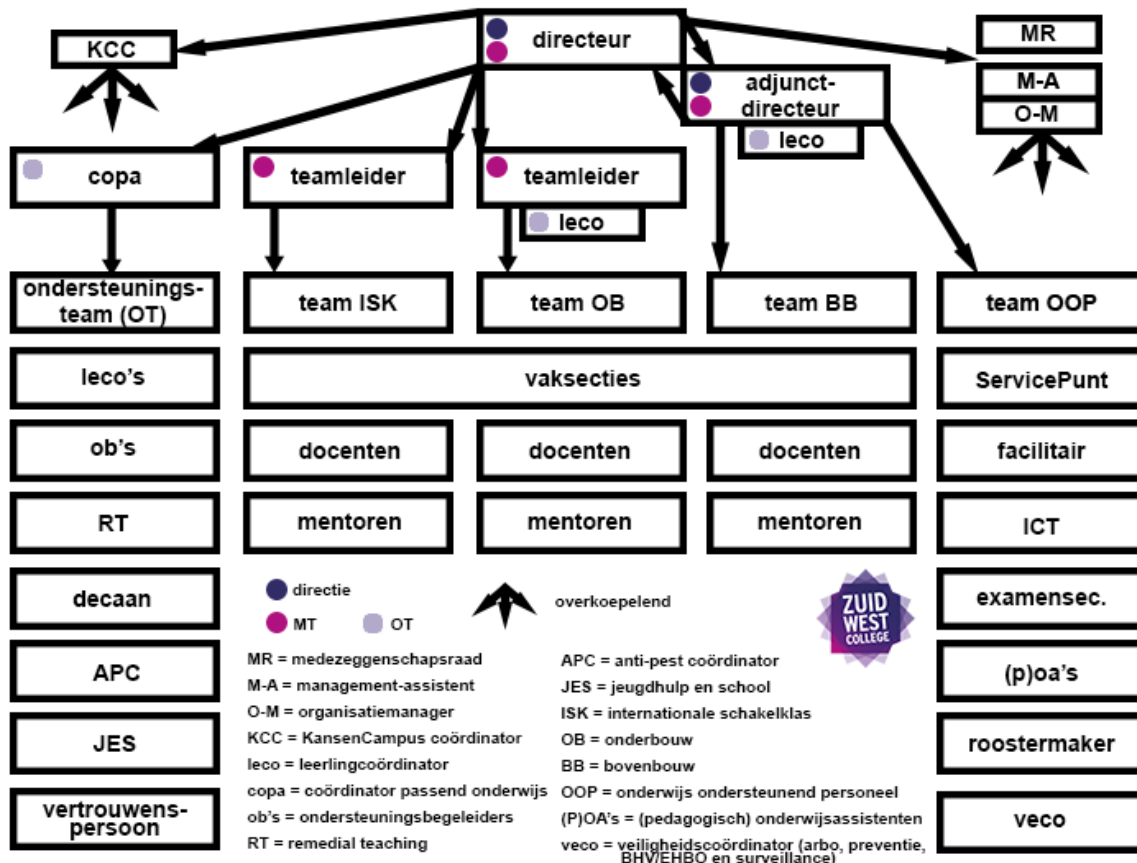 directeur
KCC
MR
M-A
O-M
adjunct-
directeur
leco
copa
teamleider
teamleider
leco
ondersteunings-
team (OT)
team ISK
team OB
team BB
team OOP
leco's
vaksecties
ServicePunt
ob's
docenten
docenten
docenten
facilitair
RT
mentoren
mentoren
mentoren
ICT
decaan
examensec.
APC
(p)oa's
JES
roostermaker
vertrouwens-
persoon
veco
directie
MT
OT
overkoepelend
ZUID
WEST
COLLEGE
MR = medezeggenschapsraad
M-A = management-assistent
O-M = organisatiemanager
KCC = KansenCampus coördinator
leco = leerlingcoördinator
copa = coördinator passend onderwijs
ob's = ondersteuningsbegeleiders
RT = remedial teaching
APC = anti-pest coördinator
JES = jeugdhulp en school
ISK = internationale schakelklas
OB = onderbouw
BB = bovenbouw
OOP = onderwijs ondersteunend personeel
(P)OA's = (pedagogisch) onderwijsassistenten
veco = veiligheidscoördinator (arbo, preventie,
BHV/EHBO en surveillance)